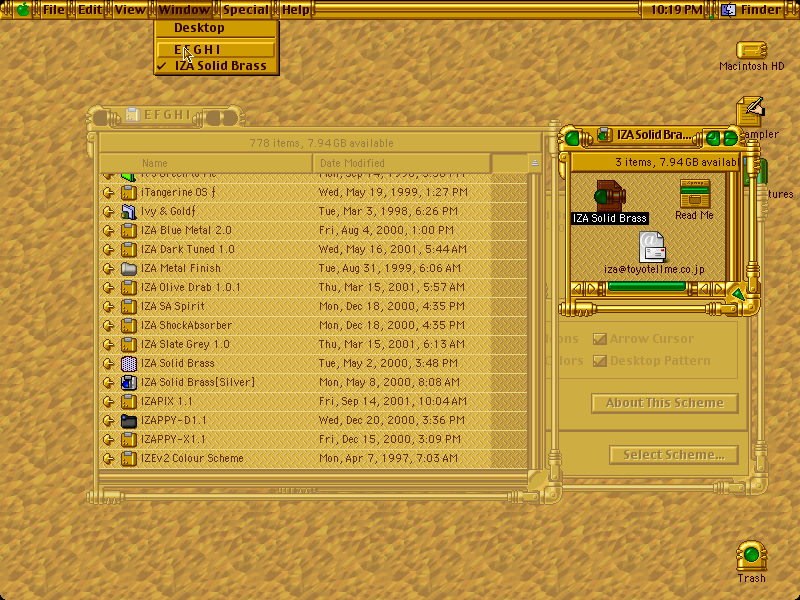 File Edit View Window Special Help
10:19 PM Finder
Desktop
E F G H I
✓ IZA Solid Brass
Macintosh HD
E F G H I
778 items, 7.94 GB available
Name Date Modified
iTangerine OS ƒ Wed, May 19, 1999, 1:27 PM
Ivy & Goldƒ Tue, Mar 3, 1998, 6:26 PM
IZA Blue Metal 2.0 Fri, Aug 4, 2000, 1:00 PM
IZA Dark Tuned 1.0 Wed, May 16, 2001, 5:44 AM
IZA Metal Finish Tue, Aug 31, 1999, 6:06 AM
IZA Olive Drab 1.0.1 Thu, Mar 15, 2001, 5:57 AM
IZA SA Spirit Mon, Dec 18, 2000, 4:35 PM
IZA ShockAbsorber Mon, Dec 18, 2000, 4:35 PM
IZA Slate Grey 1.0 Thu, Mar 15, 2001, 6:13 AM
IZA Solid Brass Tue, May 2, 2000, 3:48 PM
IZA Solid Brass[Silver] Mon, May 8, 2000, 8:08 AM
IZAPIX 1.1 Fri, Sep 14, 2001, 10:04 AM
IZAPPY-D1.1 Wed, Dec 20, 2000, 3:36 PM
IZAPPY-X1.1 Fri, Dec 15, 2000, 3:09 PM
IZEv2 Colour Scheme Mon, Apr 7, 1997, 7:03 AM
IZA Solid Bra...
3 items, 7.94 GB availabl
IZA Solid Brass
Read Me
iza@toyotel1me.co.jp
Arrow Cursor
Desktop Pattern
About This Scheme
Select Scheme...
Trash